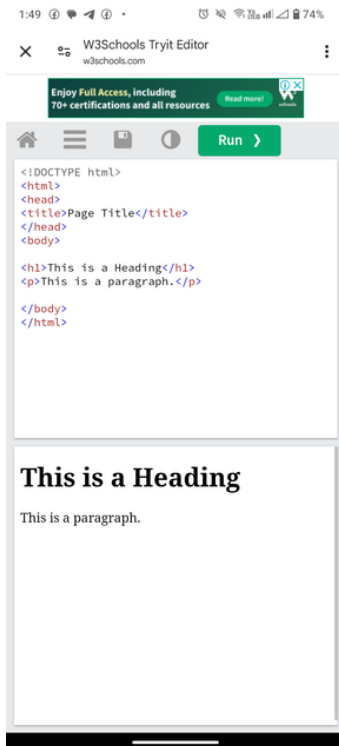 1:49
74%
W3Schools Tryit Editor
w3schools.com
Enjoy Full Access, including
70+ certifications and all resources
Read more!
schools
Run ❯
<!DOCTYPE html>
<html>
<head>
<title>Page Title</title>
</head>
<body>
<h1>This is a Heading</h1>
<p>This is a paragraph.</p>
</body>
</html>
This is a Heading
This is a paragraph.